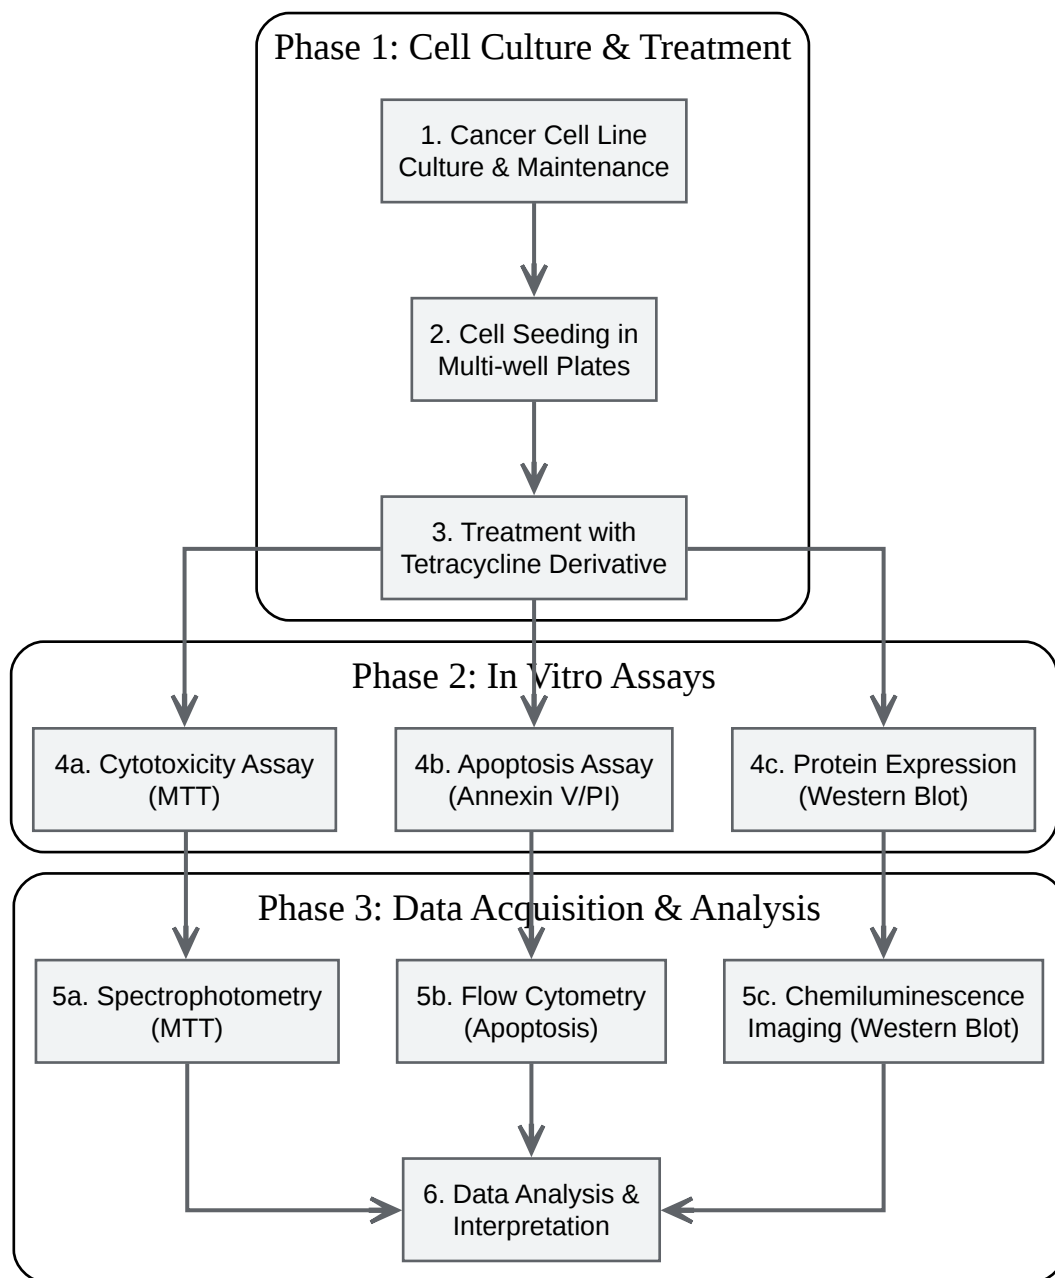 Phase 1: Cell Culture & Treatment
1. Cancer Cell Line
Culture & Maintenance
2. Cell Seeding in
Multi-well Plates
3. Treatment with
Tetracycline Derivative
Phase 2: In Vitro Assays
4a. Cytotoxicity Assay
(MTT)
4b. Apoptosis Assay
(Annexin V/PI)
4c. Protein Expression
(Western Blot)
Phase 3: Data Acquisition & Analysis
5a. Spectrophotometry
(MTT)
5b. Flow Cytometry
(Apoptosis)
5c. Chemiluminescence
Imaging (Western Blot)
6. Data Analysis &
Interpretation